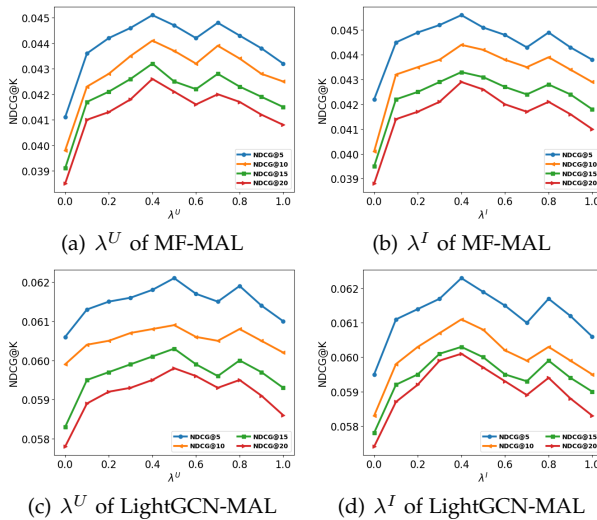 0.045
0.044
0.043
0.042
0.041
0.040
0.039
NDCG@K
0.0 0.2 0.4 0.6 0.8 1.0
λ^U
NDCG@5
NDCG@10
NDCG@15
NDCG@20
(a) λ^U of MF-MAL
0.045
0.044
0.043
0.042
0.041
0.040
0.039
NDCG@K
0.0 0.2 0.4 0.6 0.8 1.0
λ^I
NDCG@5
NDCG@10
NDCG@15
NDCG@20
(b) λ^I of MF-MAL
0.062
0.061
0.060
0.059
0.058
NDCG@K
0.0 0.2 0.4 0.6 0.8 1.0
λ^U
NDCG@5 NDCG@15
NDCG@10 NDCG@20
(c) λ^U of LightGCN-MAL
0.062
0.061
0.060
0.059
0.058
NDCG@K
0.0 0.2 0.4 0.6 0.8 1.0
λ^I
NDCG@5 NDCG@15
NDCG@10 NDCG@20
(d) λ^I of LightGCN-MAL